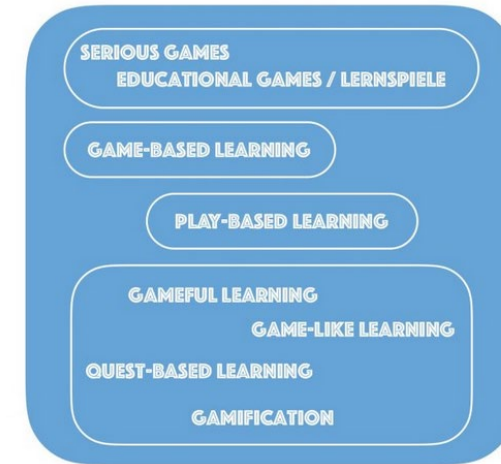 SERIOUS GAMES
EDUCATIONAL GAMES / LERNSPIELE
GAME-BASED LEARNING
PLAY-BASED LEARNING
GAMEFUL LEARNING
GAME-LIKE LEARNING
QUEST-BASED LEARNING
GAMIFICATION